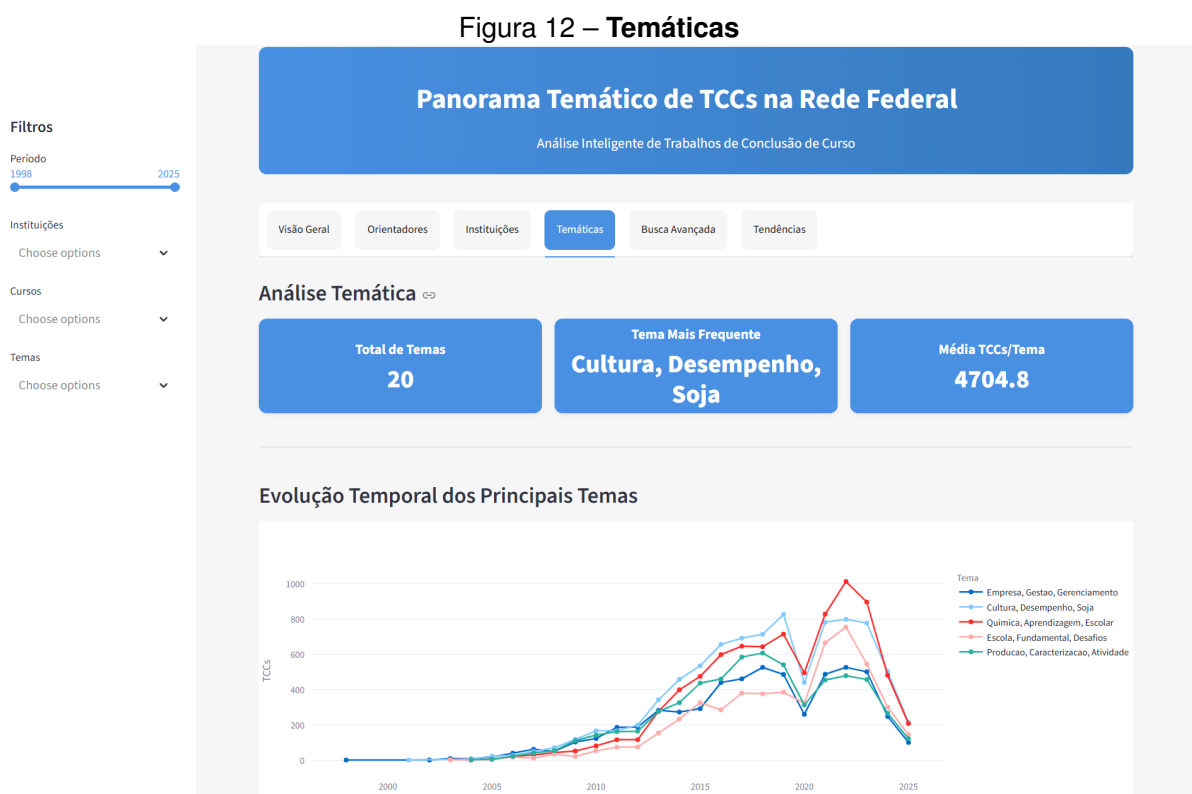 Figura 12 – Temáticas
Filtros
Período
1998 2025
Instituições
Choose options
Cursos
Choose options
Temas
Choose options
Panorama Temático de TCCs na Rede Federal
Análise Inteligente de Trabalhos de Conclusão de Curso
Visão Geral Orientadores Instituições Temáticas Busca Avançada Tendências
Análise Temática
Total de Temas
20
Tema Mais Frequente
Cultura, Desempenho,
Soja
Média TCCs/Tema
4704.8
Evolução Temporal dos Principais Temas
TCCs
1000
800
600
400
200
0
2000 2005 2010 2015 2020 2025
Tema
Empresa, Gestao, Gerenciamento
Cultura, Desempenho, Soja
Quimica, Aprendizagem, Escolar
Escola, Fundamental, Desafios
Producao, Caracterizacao, Atividade